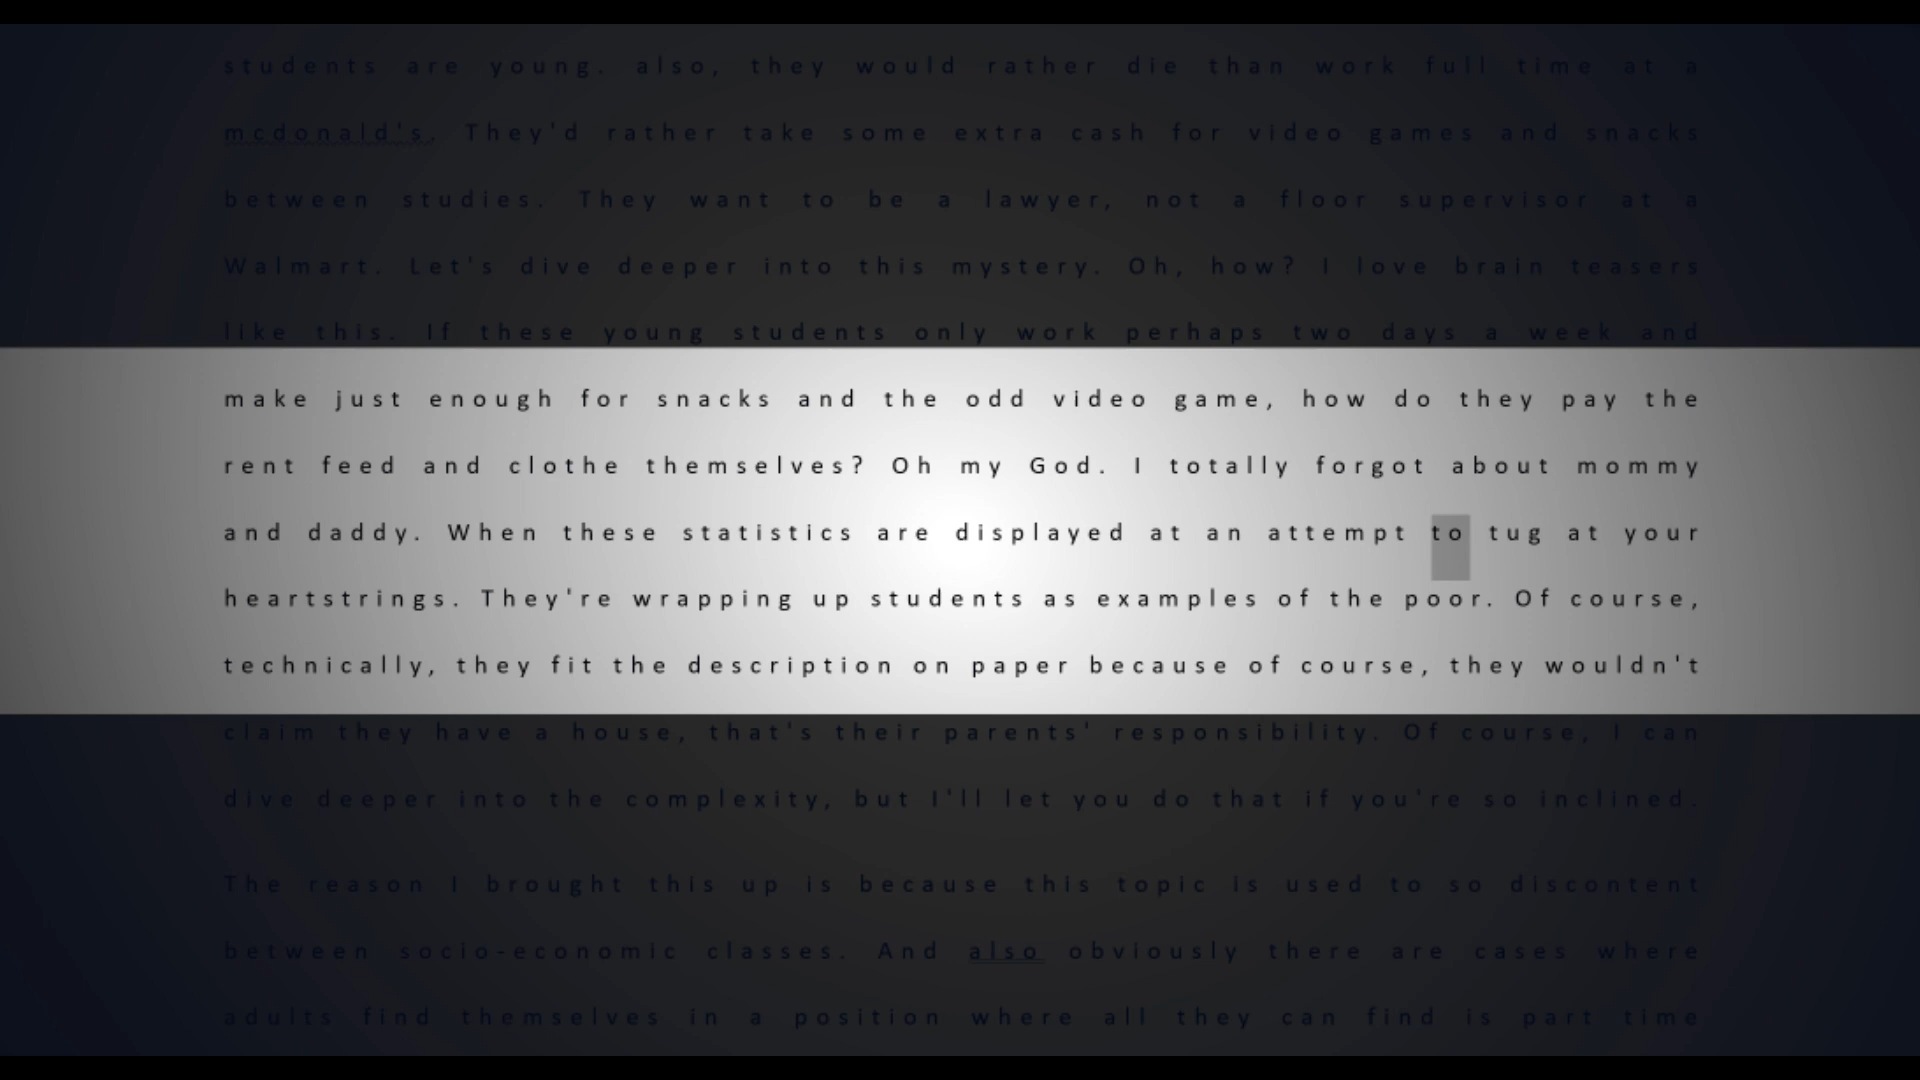 students are young. also, they would rather die than work full time at a
mcdonald's. They'd rather take some extra cash for video games and snacks
between studies. They want to be a lawyer, not a floor supervisor at a
Walmart. Let's dive deeper into this mystery. Oh, how? I love brain teasers
like this. If these young students only work perhaps two days a week and
make just enough for snacks and the odd video game, how do they pay the
rent feed and clothe themselves? Oh my God. I totally forgot about mommy
and daddy. When these statistics are displayed at an attempt to tug at your
heartstrings. They're wrapping up students as examples of the poor. Of course,
technically, they fit the description on paper because of course, they wouldn't
claim they have a house, that's their parents' responsibility. Of course, I can
dive deeper into the complexity, but I'll let you do that if you're so inclined.
The reason I brought this up is because this topic is used to so discontent
between socio-economic classes. And also obviously there are cases where
adults find themselves in a position where all they can find is part time